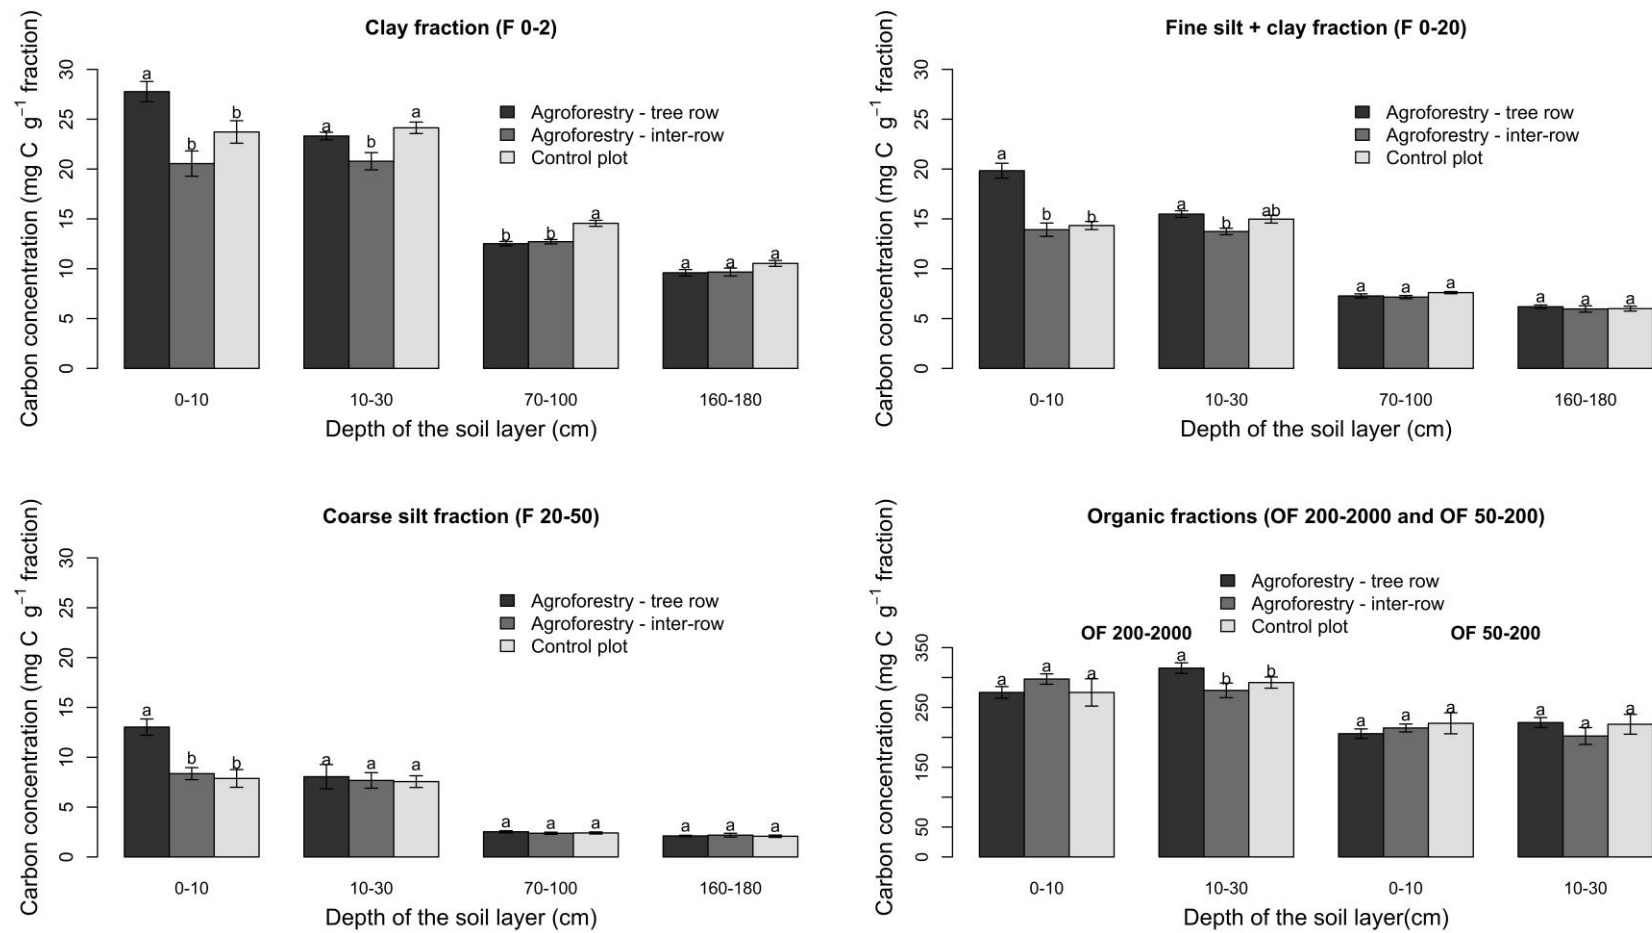 Clay fraction (F 0-2)
Carbon concentration (mg C g⁻¹ fraction)
30
25
20
15
10
5
0
Agroforestry - tree row
Agroforestry - inter-row
Control plot
a
b
b
a
b
a
b
b
a
a
a
a
0-10
10-30
70-100
160-180
Depth of the soil layer (cm)
Fine silt + clay fraction (F 0-20)
Carbon concentration (mg C g⁻¹ fraction)
30
25
20
15
10
5
0
Agroforestry - tree row
Agroforestry - inter-row
Control plot
a
b
b
a
b
ab
a
a
a
a
a
a
0-10
10-30
70-100
160-180
Depth of the soil layer (cm)
Coarse silt fraction (F 20-50)
Carbon concentration (mg C g⁻¹ fraction)
30
25
20
15
10
5
0
Agroforestry - tree row
Agroforestry - inter-row
Control plot
a
b
b
a
a
a
a
a
a
a
a
a
0-10
10-30
70-100
160-180
Depth of the soil layer (cm)
Organic fractions (OF 200-2000 and OF 50-200)
Carbon concentration (mg C g⁻¹ fraction)
350
250
150
50
0
Agroforestry - tree row
Agroforestry - inter-row
Control plot
OF 200-2000
OF 50-200
a
a
a
a
b
b
a
a
a
a
a
a
0-10
10-30
0-10
10-30
Depth of the soil layer(cm)